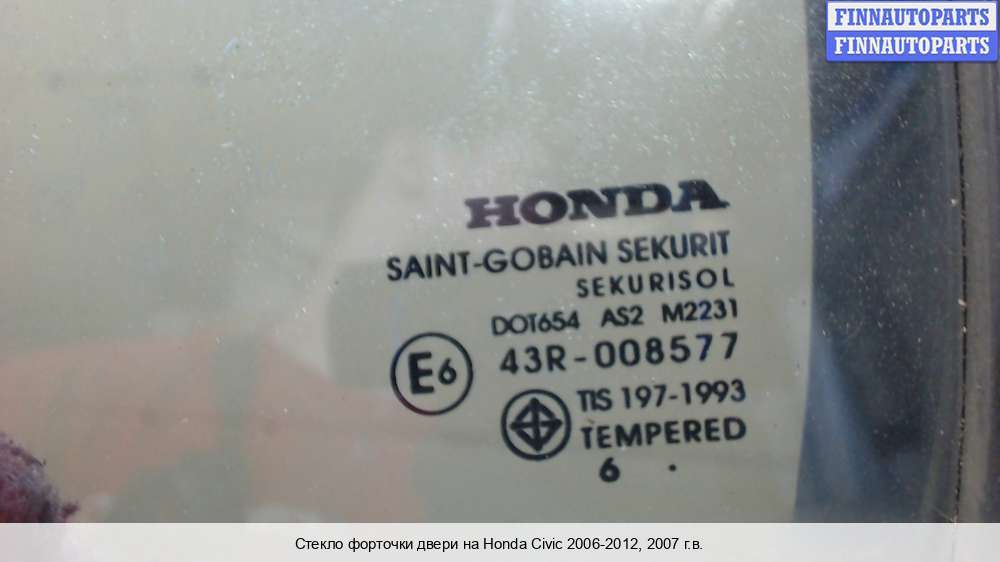 FINNAUTOPARTS
FINNAUTOPARTS
HONDA
SAINT-GOBAIN SEKURIT
SEKURISOL
DOT654 AS2 M2231
E6 43R-008577
TIS 197-1993
TEMPERED
6 .
Стекло форточки двери на Honda Civic 2006-2012, 2007 г.в.